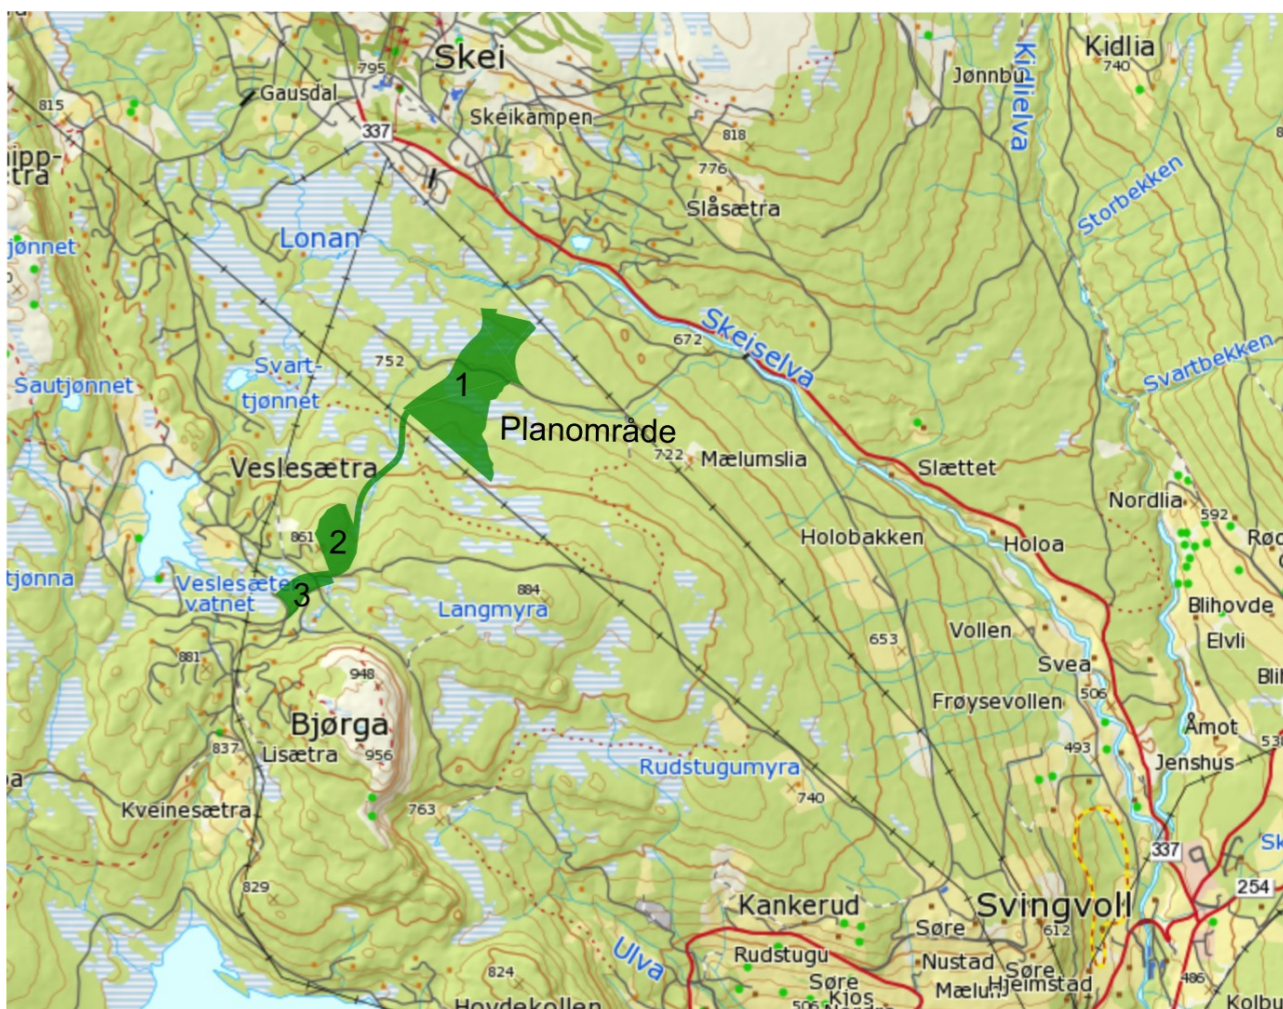 Skei
Kidlia
740
795
Jønnbu
Kidlielva
Gausdal
815
Skeikampen
337
818
776
Storbekken
Slåsætra
Lonan
jønnet
Skeiselva
672
Svartbekken
752
Svart-
tjønnet
Sautjønnet
1
Planområde
722
Mælumslia
Veslesætra
Slættet
Nordlia
592
861
2
Holobakken
Holoa
tjønna
Veslesæter
vatnet
3
884
Langmyra
Blihovde
Vollen
653
Elvli
881
Svea
948
506
Frøysevollen
Bjørga
Åmot
837
Lisætra
956
493
Jenshus
Rudstugumyra
740
Kveinesætra
763
337
829
254
Kankerud
Svingvoll
Søre
612
Ulva
Rudstugu
Nustad
Søre
824
Søre
Mælum
Hjelmstad
486
Kjos
Hovdekollen